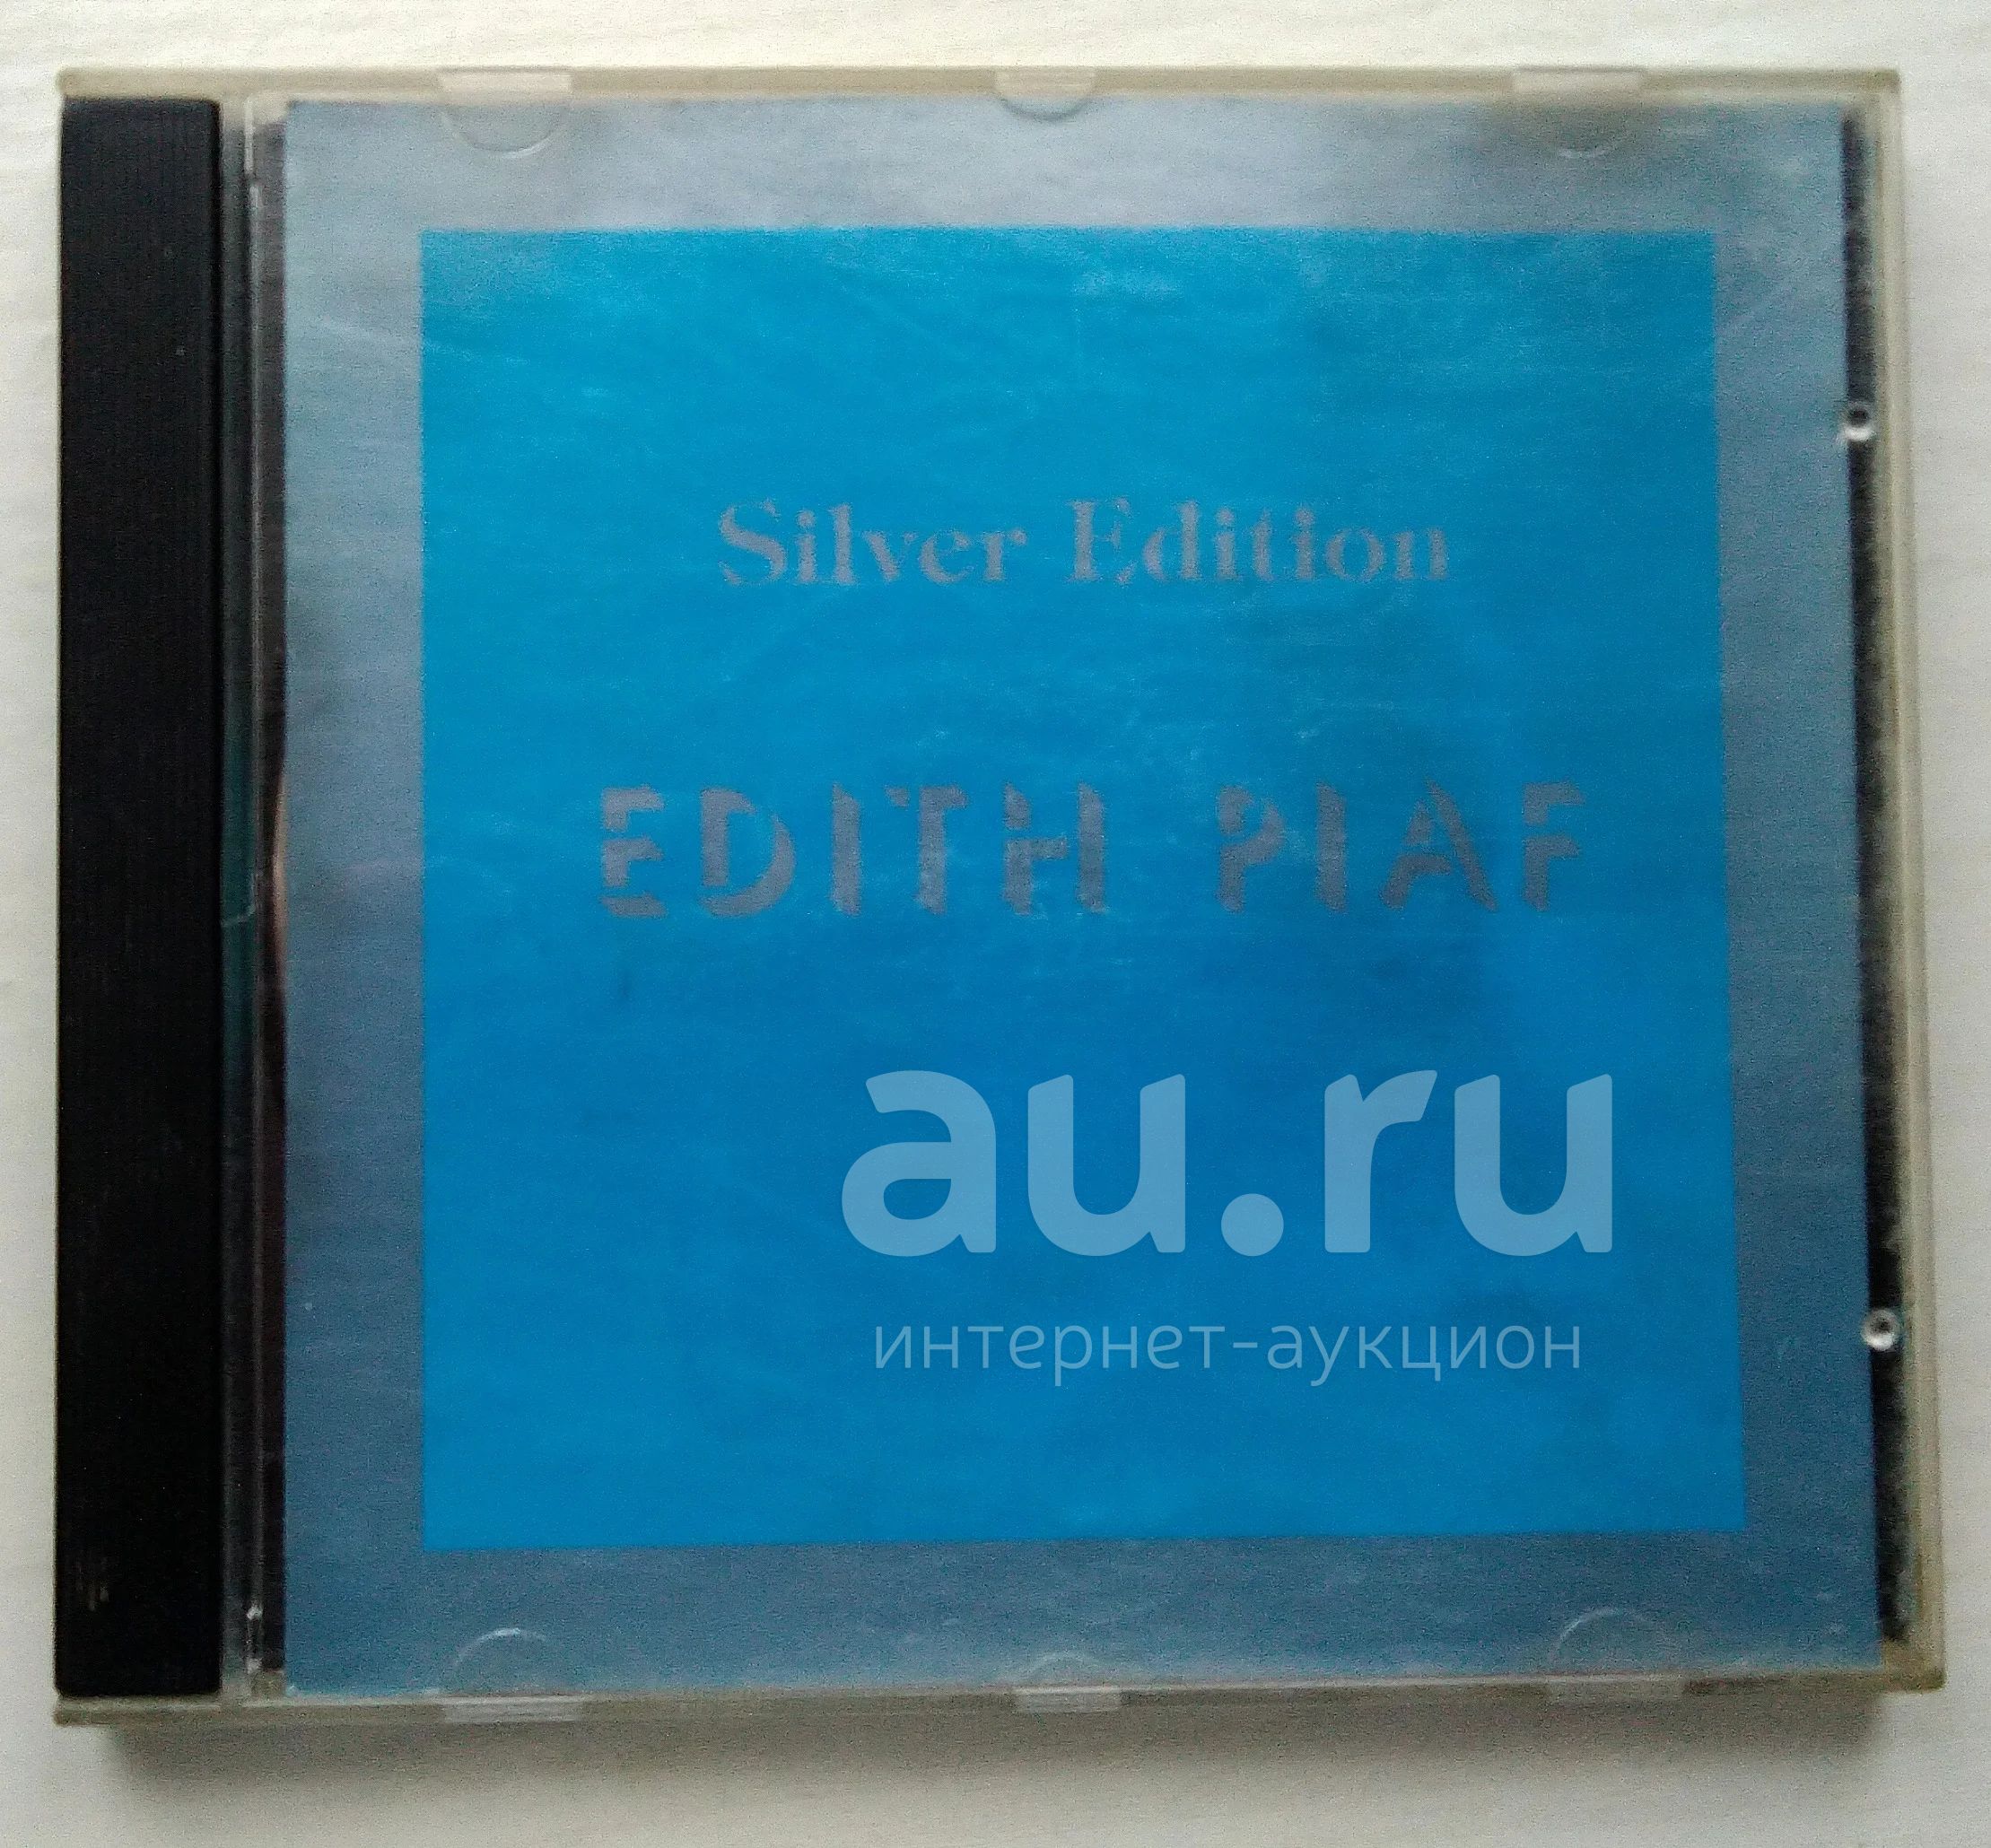 Silver Edition
EDITH PIAF
au.ru
интернет-аукцион